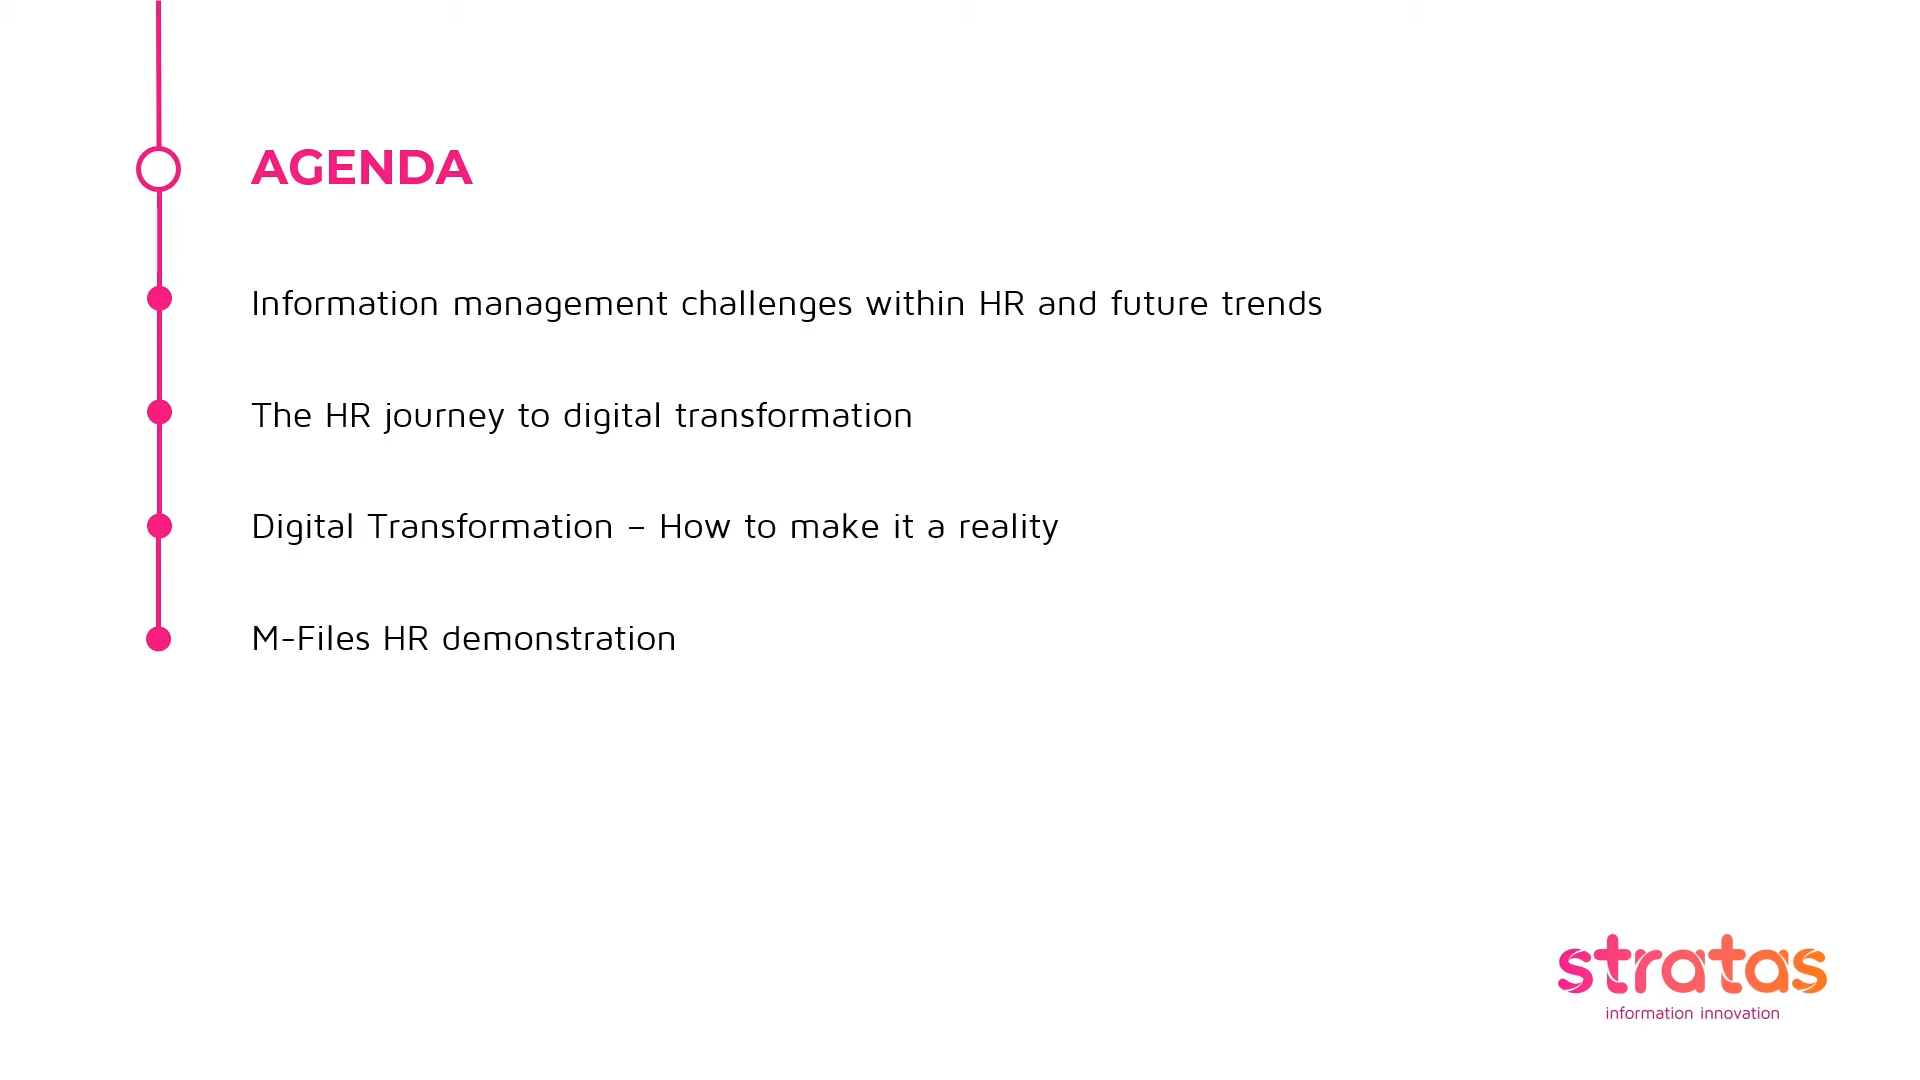 AGENDA
Information management challenges within HR and future trends
The HR journey to digital transformation
Digital Transformation – How to make it a reality
M-Files HR demonstration
stratas
information innovation